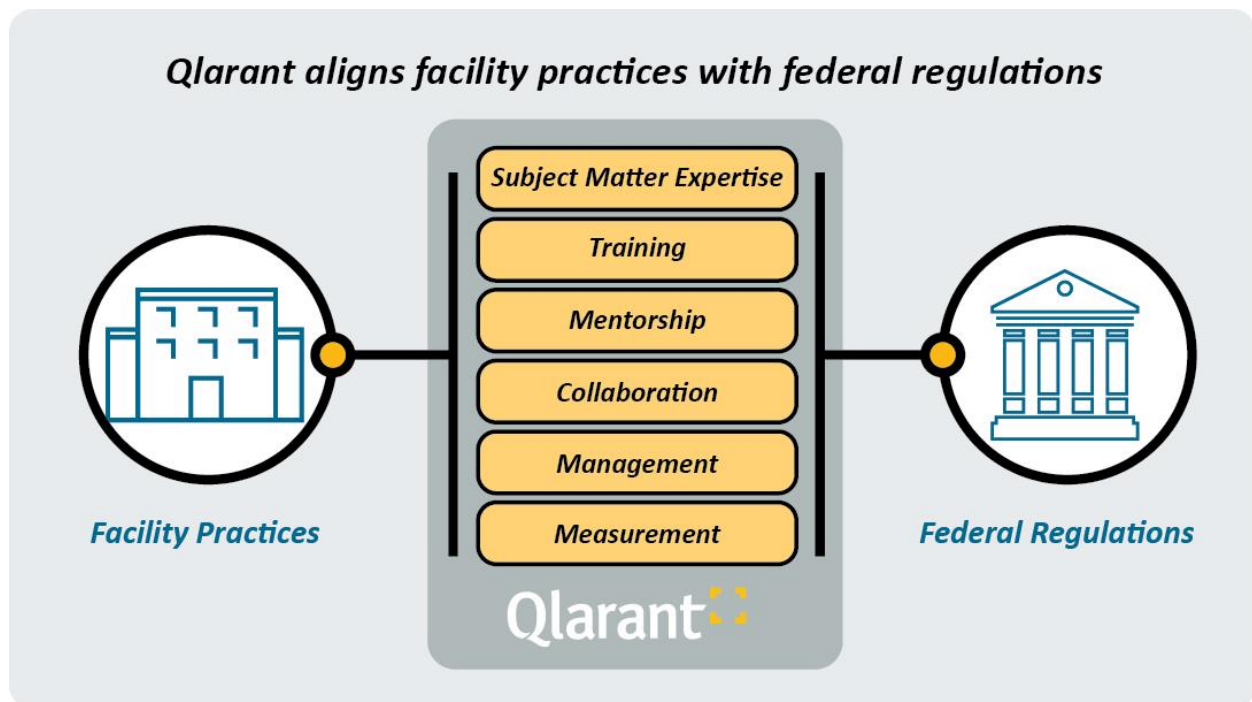 Qlarant aligns facility practices with federal regulations
Subject Matter Expertise
Training
Mentorship
Collaboration
Management
Measurement
Facility Practices
Federal Regulations
Qlarant